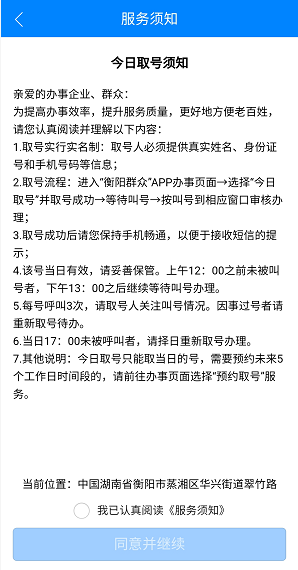 服务须知
今日取号须知
亲爱的办事企业、群众：
为提高办事效率，提升服务质量，更好地方便老百姓，
请您认真阅读并理解以下内容：
1.取号实行实名制：取号人必须提供真实姓名、身份证
号和手机号码等信息；
2.取号流程：进入“衡阳群众”APP办事页面→选择“今日
取号”并取号成功→等待叫号→按叫号到相应窗口审核办
理；
3.取号成功后请您保持手机畅通，以便于接收短信的提
示；
4.该号当日有效，请妥善保管。上午12：00之前未被叫
号者，下午13：00之后继续等待叫号办理。
5.每号呼叫3次，请取号人关注叫号情况。因事过号者请
重新取号待办。
6.当日17：00未被呼叫者，请择日重新取号办理。
7.其他说明：今日取号只能取当日的号，需要预约未来5
个工作日时间段的，请前往办事页面选择“预约取号”服
务。
当前位置：中国湖南省衡阳市蒸湘区华兴街道翠竹路
我已认真阅读《服务须知》
同意并继续